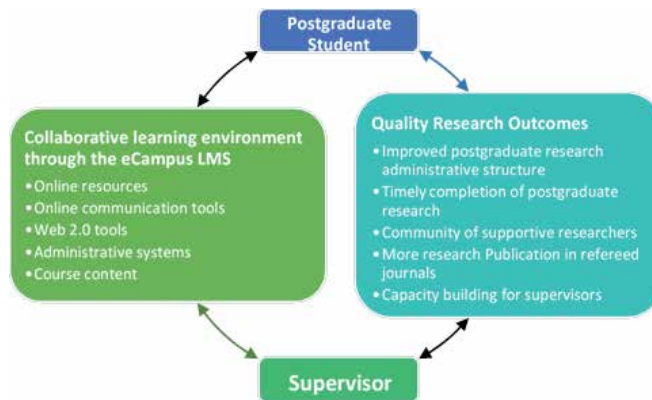 Postgraduate
Student
Collaborative learning environment
through the eCampus LMS
•Online resources
•Online communication tools
•Web 2.0 tools
•Administrative systems
•Course content
Quality Research Outcomes
•Improved postgraduate research
administrative structure
•Timely completion of postgraduate
research
•Community of supportive researchers
•More research Publication in refereed
journals
•Capacity building for supervisors
Supervisor